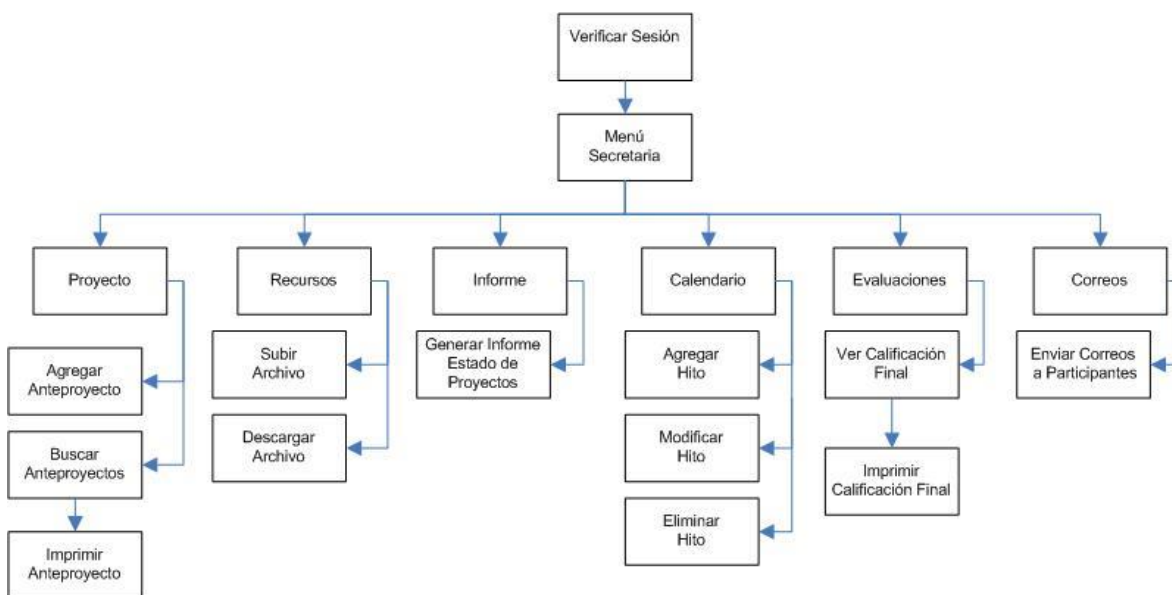 Verificar Sesión
Menú
Secretaria
Proyecto
Recursos
Informe
Calendario
Evaluaciones
Correos
Agregar
Anteproyecto
Buscar
Anteproyectos
Imprimir
Anteproyecto
Subir
Archivo
Descargar
Archivo
Generar Informe
Estado de
Proyectos
Agregar
Hito
Modificar
Hito
Eliminar
Hito
Ver Calificación
Final
Imprimir
Calificación Final
Enviar Correos
a Participantes